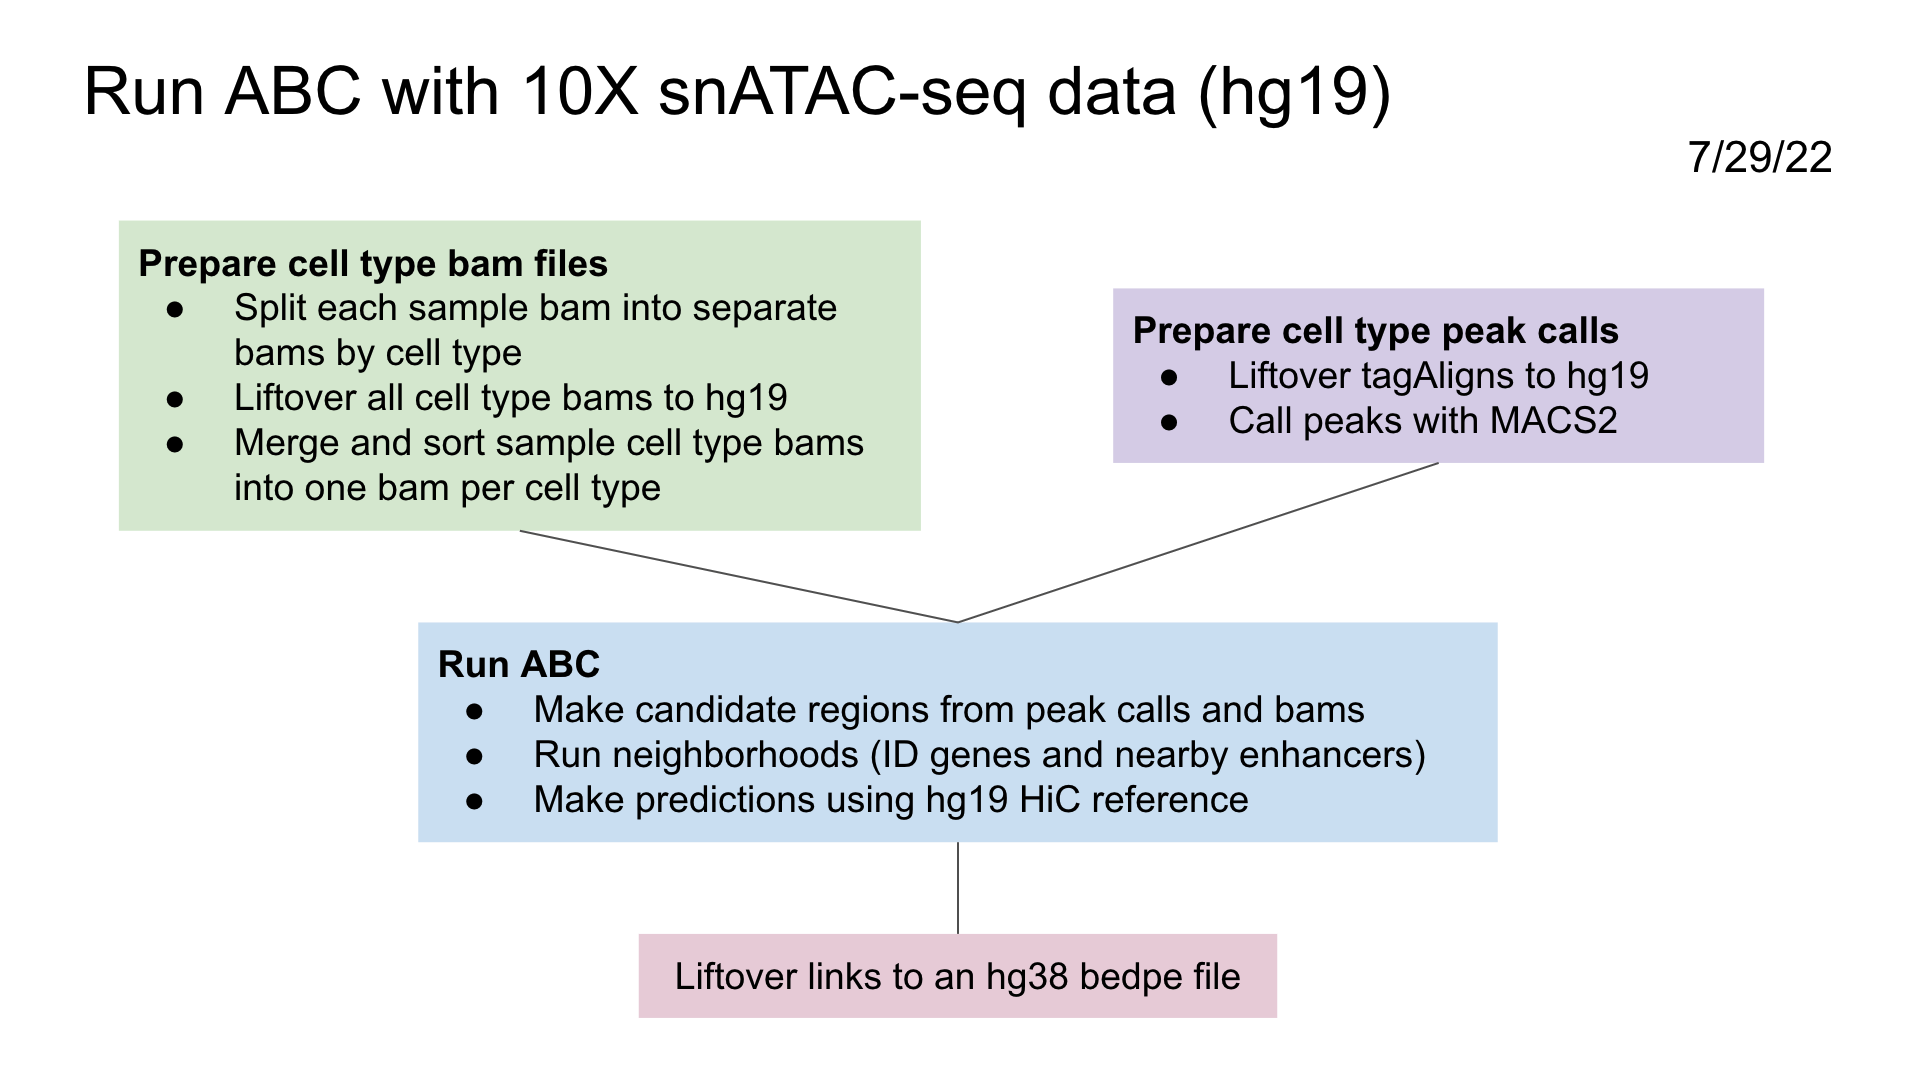 Run ABC with 10X snATAC-seq data (hg19)
7/29/22
Prepare cell type bam files
● Split each sample bam into separate
bams by cell type
● Liftover all cell type bams to hg19
● Merge and sort sample cell type bams
into one bam per cell type
Prepare cell type peak calls
● Liftover tagAligns to hg19
● Call peaks with MACS2
Run ABC
● Make candidate regions from peak calls and bams
● Run neighborhoods (ID genes and nearby enhancers)
● Make predictions using hg19 HiC reference
Liftover links to an hg38 bedpe file